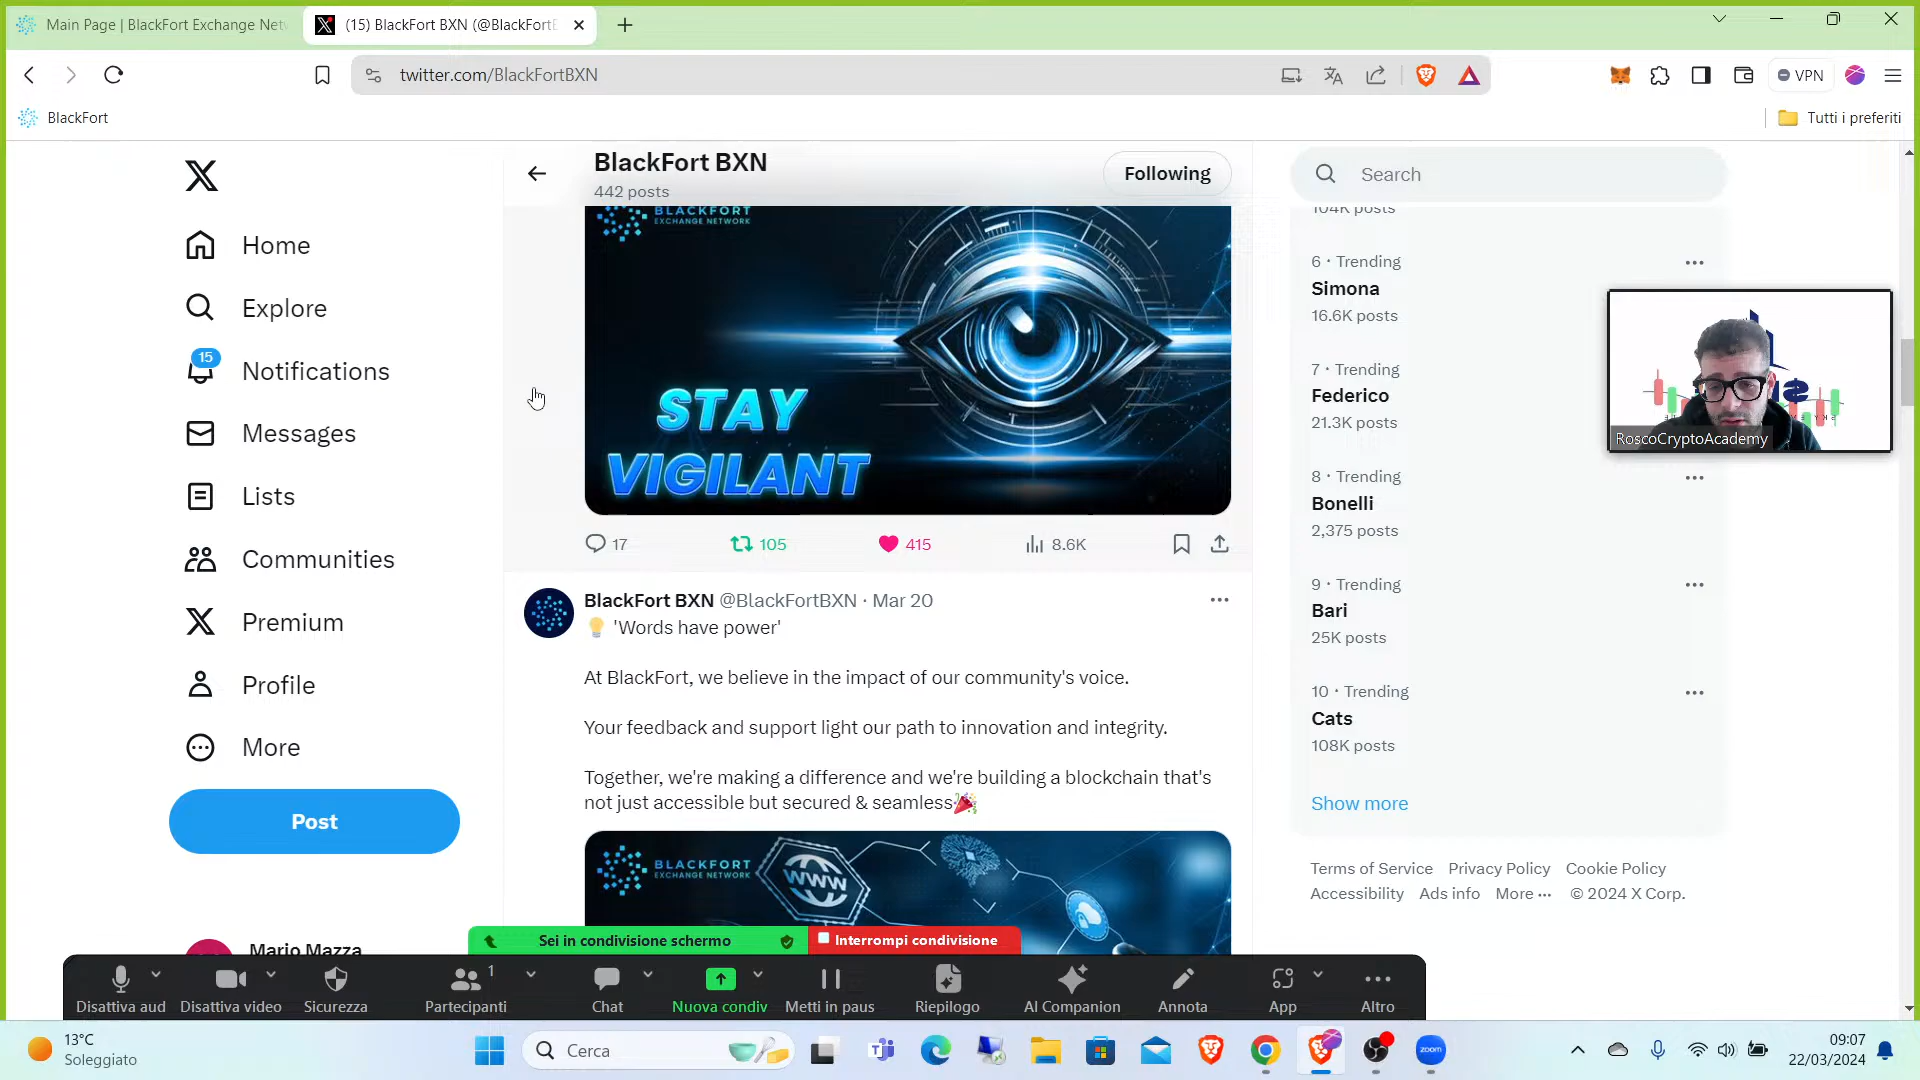 Main Page | BlackFort Exchange Netw
(15) BlackFort BXN (@BlackFortE
twitter.com/BlackFortBXN
VPN
BlackFort
Tutti i preferiti
BlackFort BXN
442 posts
Following
Search
Home
Explore
15
Notifications
Messages
Lists
Communities
Premium
Profile
More
Post
Mario Mazza
BLACKFORT
EXCHANGE NETWORK
STAY
VIGILANT
17
105
415
8.6K
BlackFort BXN @BlackFortBXN · Mar 20
'Words have power'
At BlackFort, we believe in the impact of our community's voice.
Your feedback and support light our path to innovation and integrity.
Together, we're making a difference and we're building a blockchain that's
not just accessible but secured & seamless
BLACKFORT
EXCHANGE NETWORK
WWW
104K posts
6 · Trending
Simona
16.6K posts
7 · Trending
Federico
21.3K posts
8 · Trending
Bonelli
2,375 posts
9 · Trending
Bari
25K posts
10 · Trending
Cats
108K posts
Show more
Terms of Service Privacy Policy Cookie Policy
Accessibility Ads info More ··· © 2024 X Corp.
RoscoCryptoAcademy
Sei in condivisione schermo
Interrompi condivisione
1
Disattiva aud
Disattiva video
Sicurezza
Partecipanti
Chat
Nuova condiv
Metti in paus
Riepilogo
AI Companion
Annota
App
Altro
13°C
Soleggiato
Cerca
zoom
09:07
22/03/2024